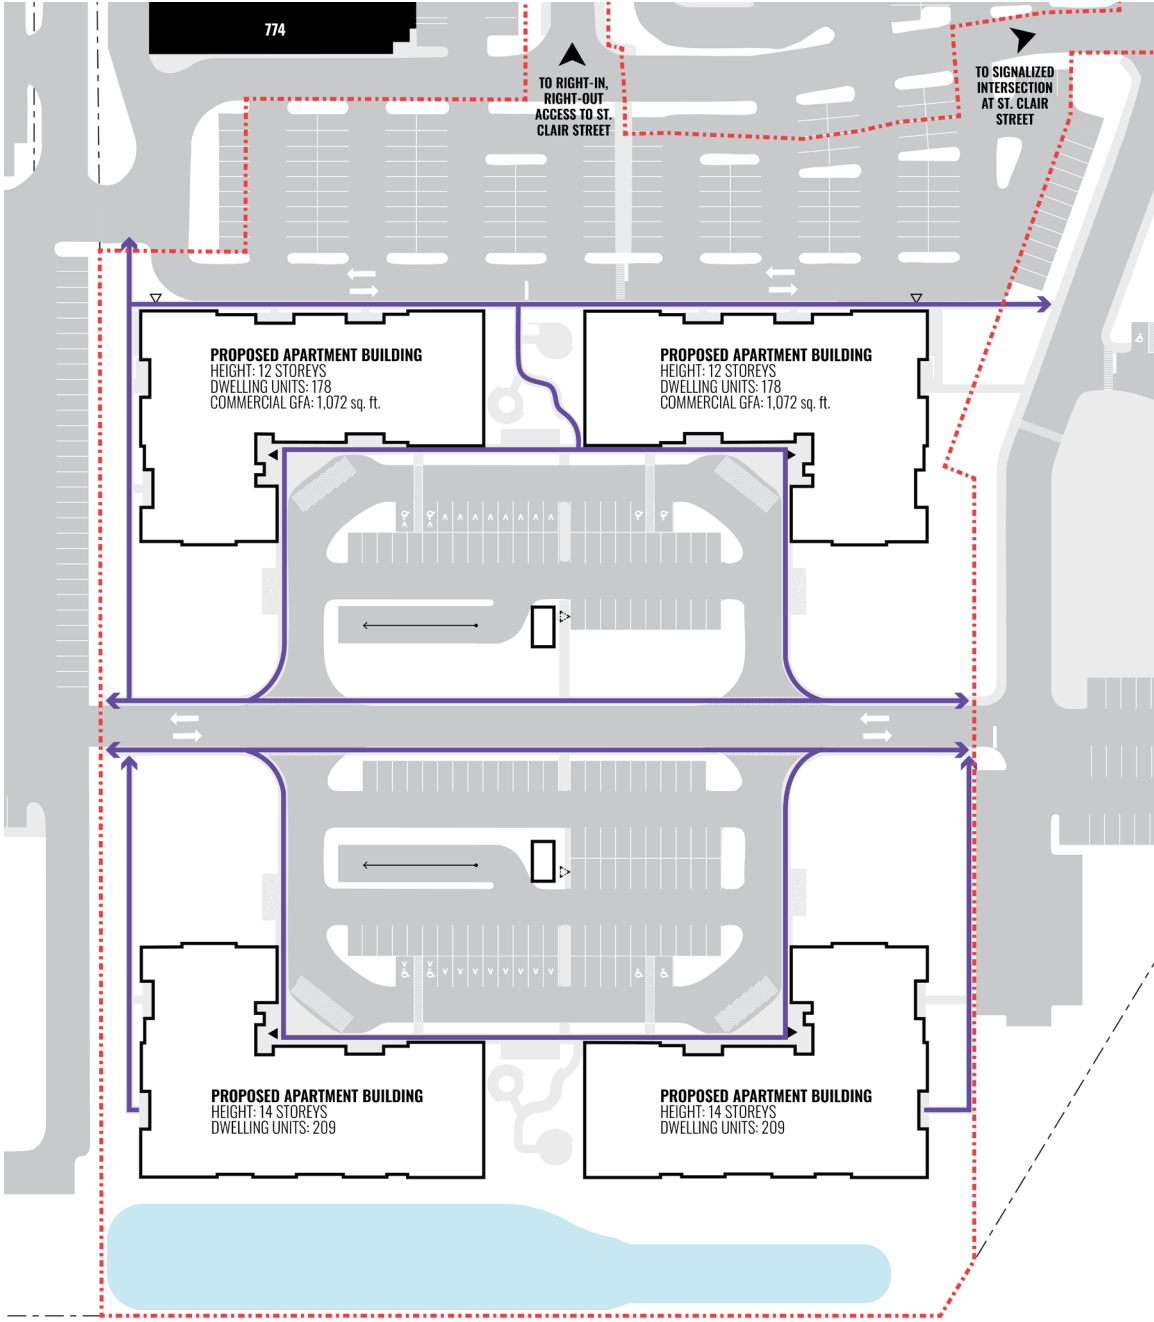 774
TO RIGHT-IN,
RIGHT-OUT
ACCESS TO ST.
CLAIR STREET
TO SIGNALIZED
INTERSECTION
AT ST. CLAIR
STREET
PROPOSED APARTMENT BUILDING
HEIGHT: 12 STOREYS
DWELLING UNITS: 178
COMMERCIAL GFA: 1,072 sq. ft.
PROPOSED APARTMENT BUILDING
HEIGHT: 12 STOREYS
DWELLING UNITS: 178
COMMERCIAL GFA: 1,072 sq. ft.
PROPOSED APARTMENT BUILDING
HEIGHT: 14 STOREYS
DWELLING UNITS: 209
PROPOSED APARTMENT BUILDING
HEIGHT: 14 STOREYS
DWELLING UNITS: 209